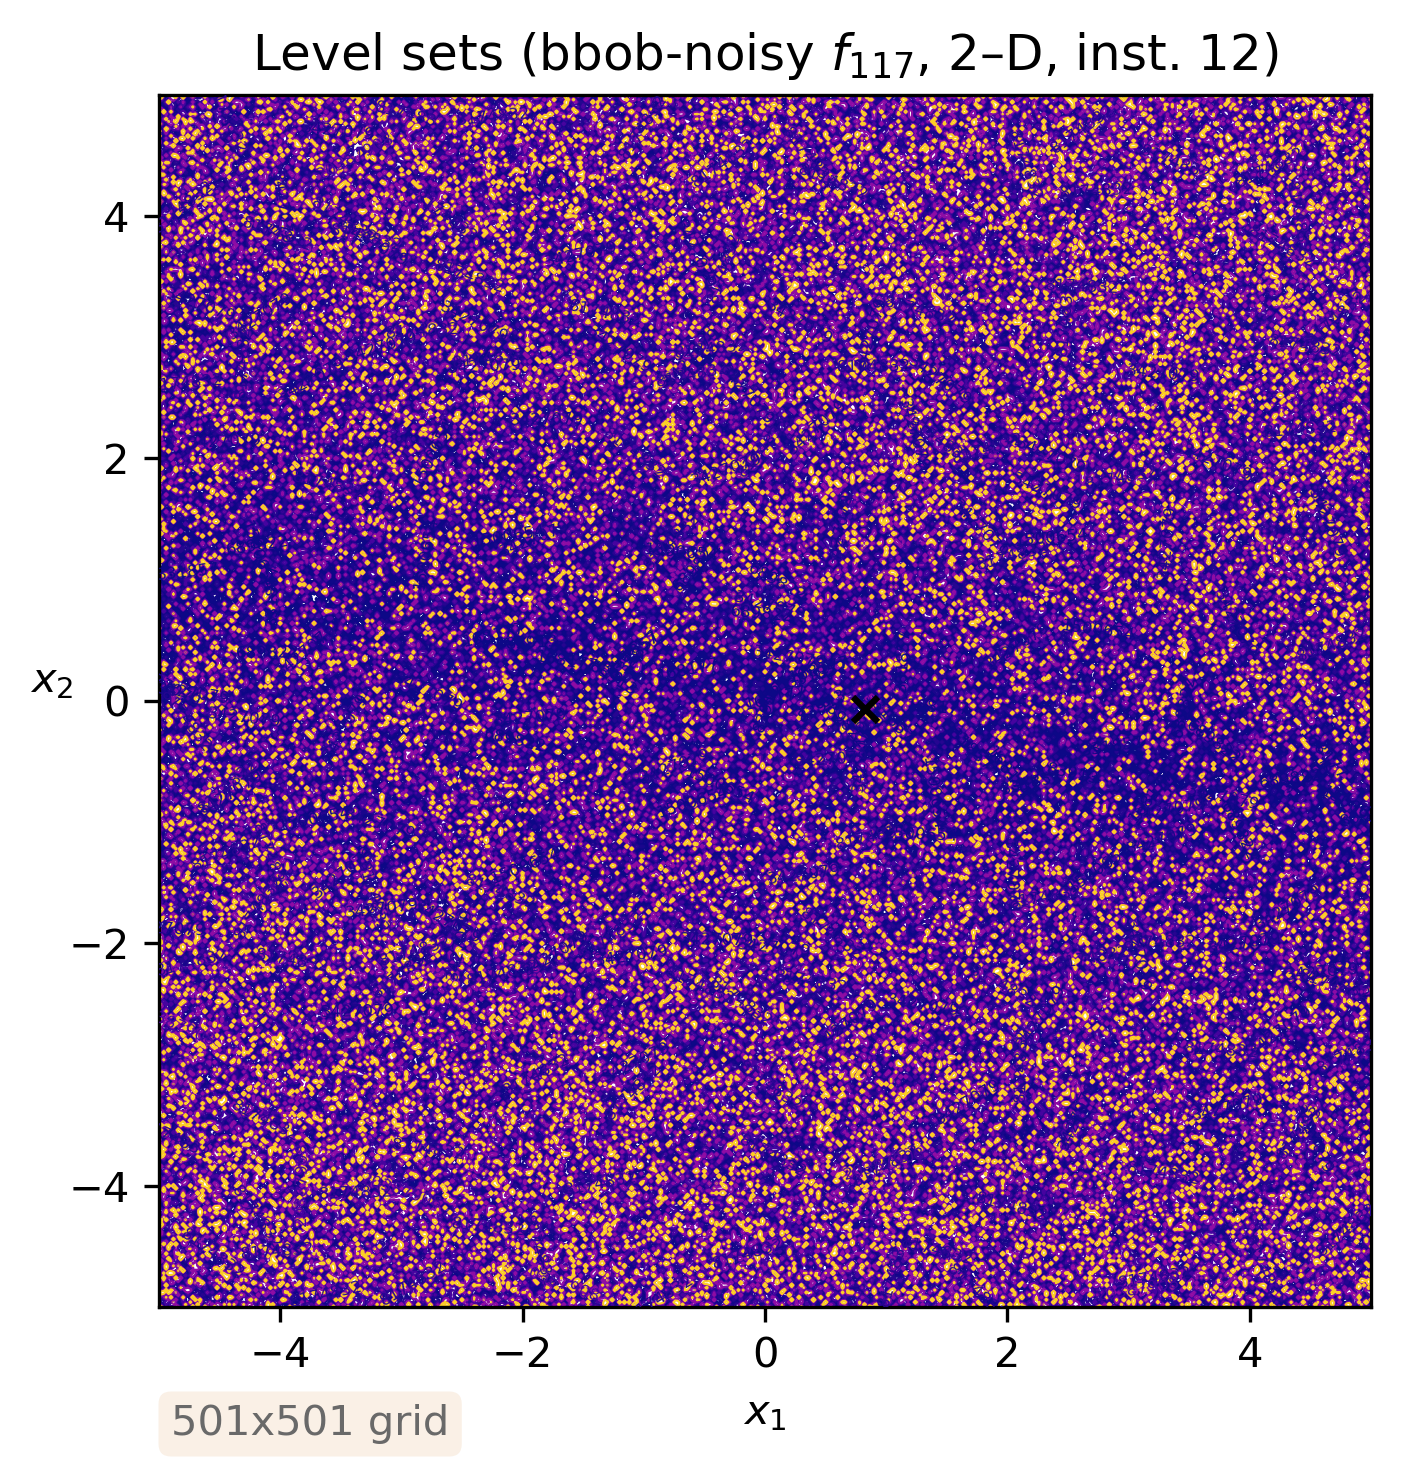 Level sets (bbob-noisy f117, 2–D, inst. 12)
4
2
0
−2
−4
x2
−4 −2 0 2 4
x1
501x501 grid